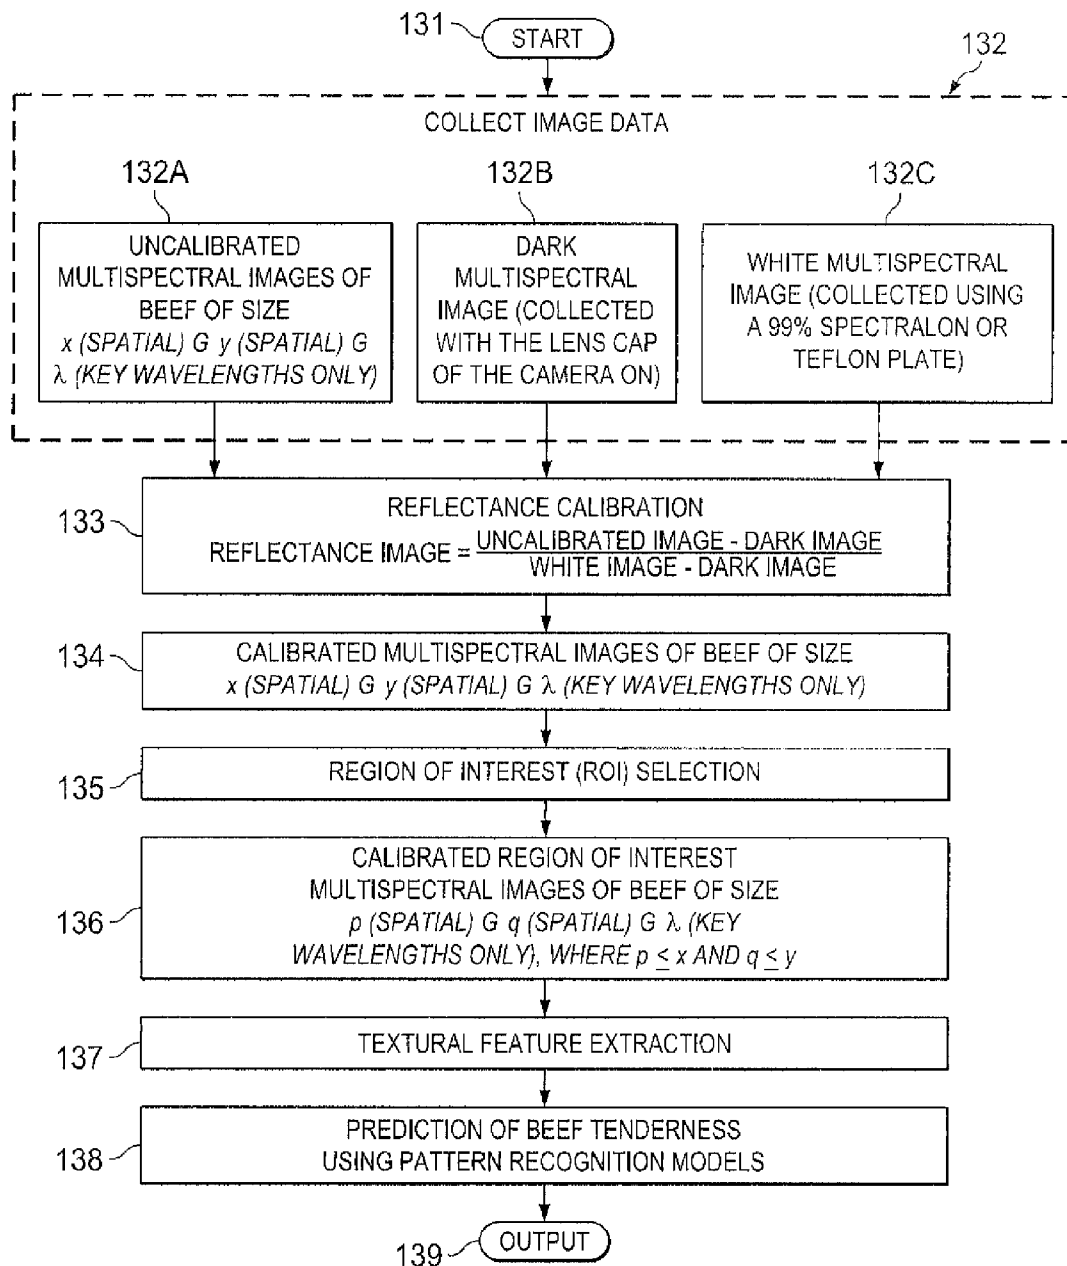 131
START
132
COLLECT IMAGE DATA
132A
132B
132C
UNCALIBRATED
MULTISPECTRAL IMAGES OF
BEEF OF SIZE
x (SPATIAL) G y (SPATIAL) G
λ (KEY WAVELENGTHS ONLY)
DARK
MULTISPECTRAL
IMAGE (COLLECTED
WITH THE LENS CAP
OF THE CAMERA ON)
WHITE MULTISPECTRAL
IMAGE (COLLECTED USING
A 99% SPECTRALON OR
TEFLON PLATE)
133
REFLECTANCE CALIBRATION
REFLECTANCE IMAGE = UNCALIBRATED IMAGE - DARK IMAGE
WHITE IMAGE - DARK IMAGE
134
CALIBRATED MULTISPECTRAL IMAGES OF BEEF OF SIZE
x (SPATIAL) G y (SPATIAL) G λ (KEY WAVELENGTHS ONLY)
135
REGION OF INTEREST (ROI) SELECTION
136
CALIBRATED REGION OF INTEREST
MULTISPECTRAL IMAGES OF BEEF OF SIZE
p (SPATIAL) G q (SPATIAL) G λ (KEY
WAVELENGTHS ONLY), WHERE p ≤ x AND q ≤ y
137
TEXTURAL FEATURE EXTRACTION
138
PREDICTION OF BEEF TENDERNESS
USING PATTERN RECOGNITION MODELS
139
OUTPUT